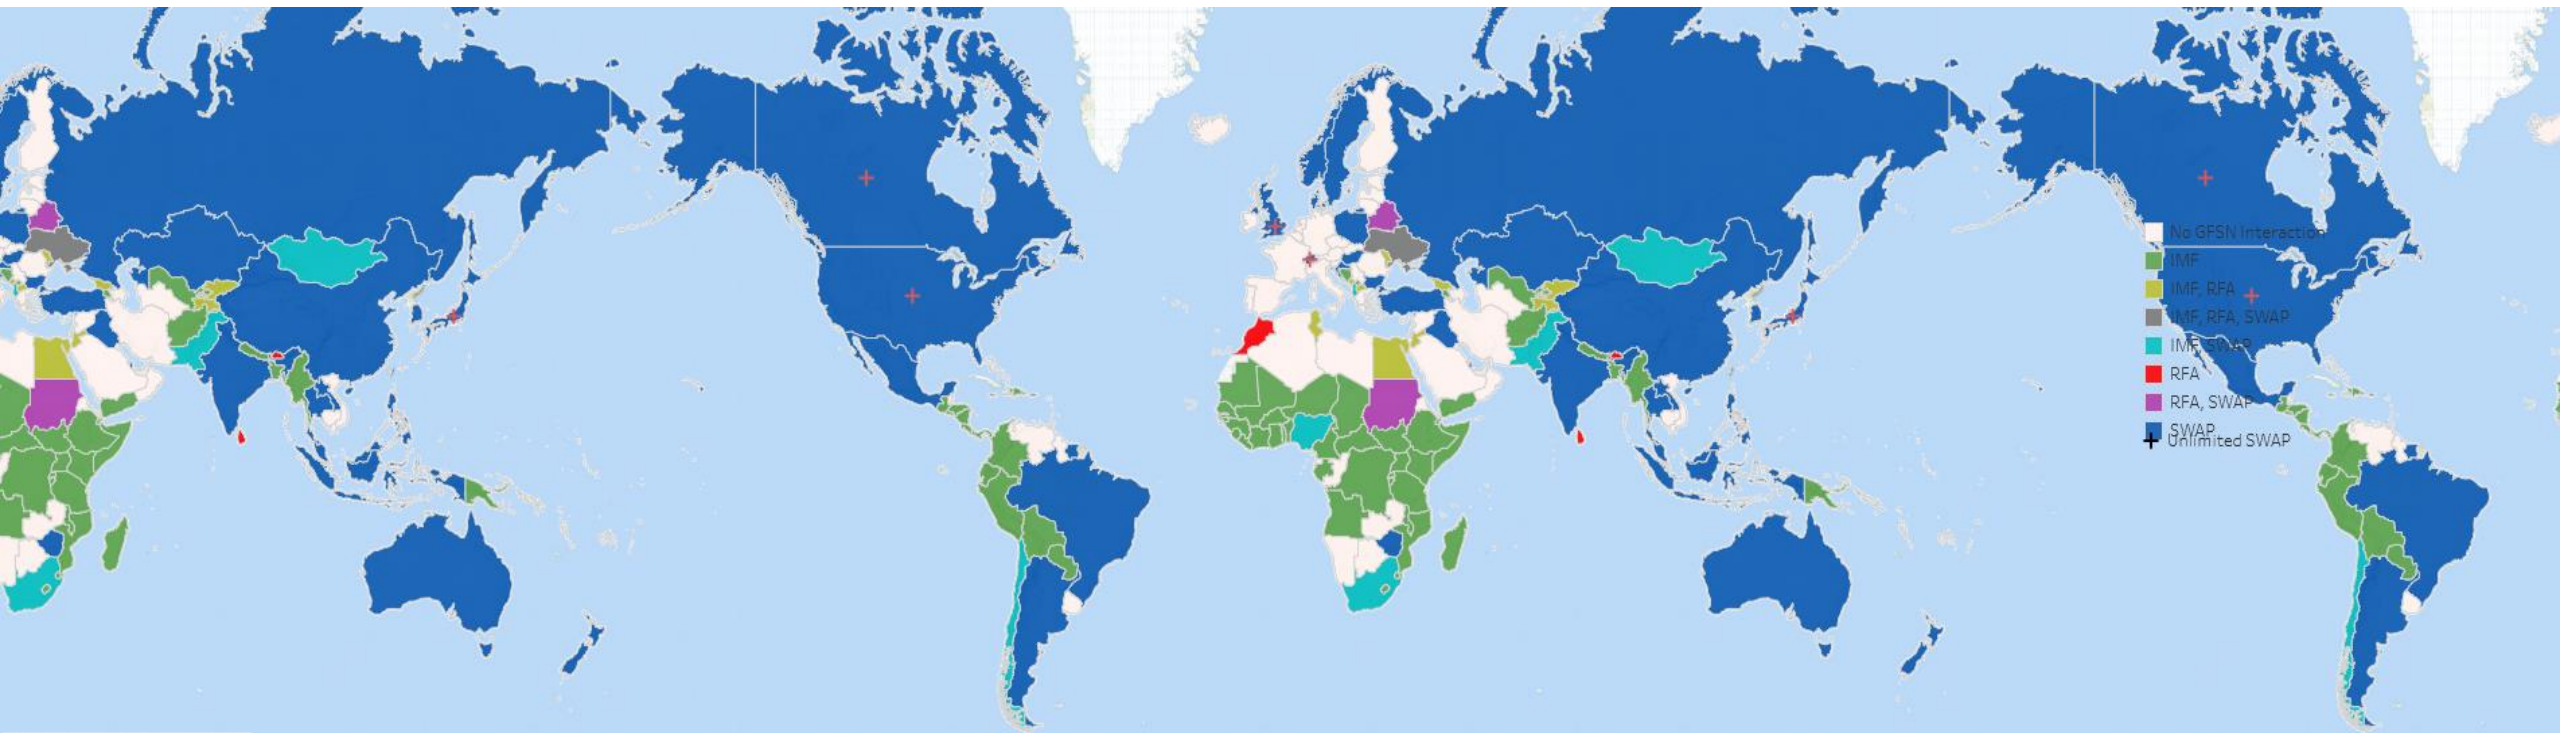 No GFSN Interaction
IMF
IMF, RFA
IMF, RFA, SWAP
IMF, SWAP
RFA
RFA, SWAP
SWAP
Unlimited SWAP